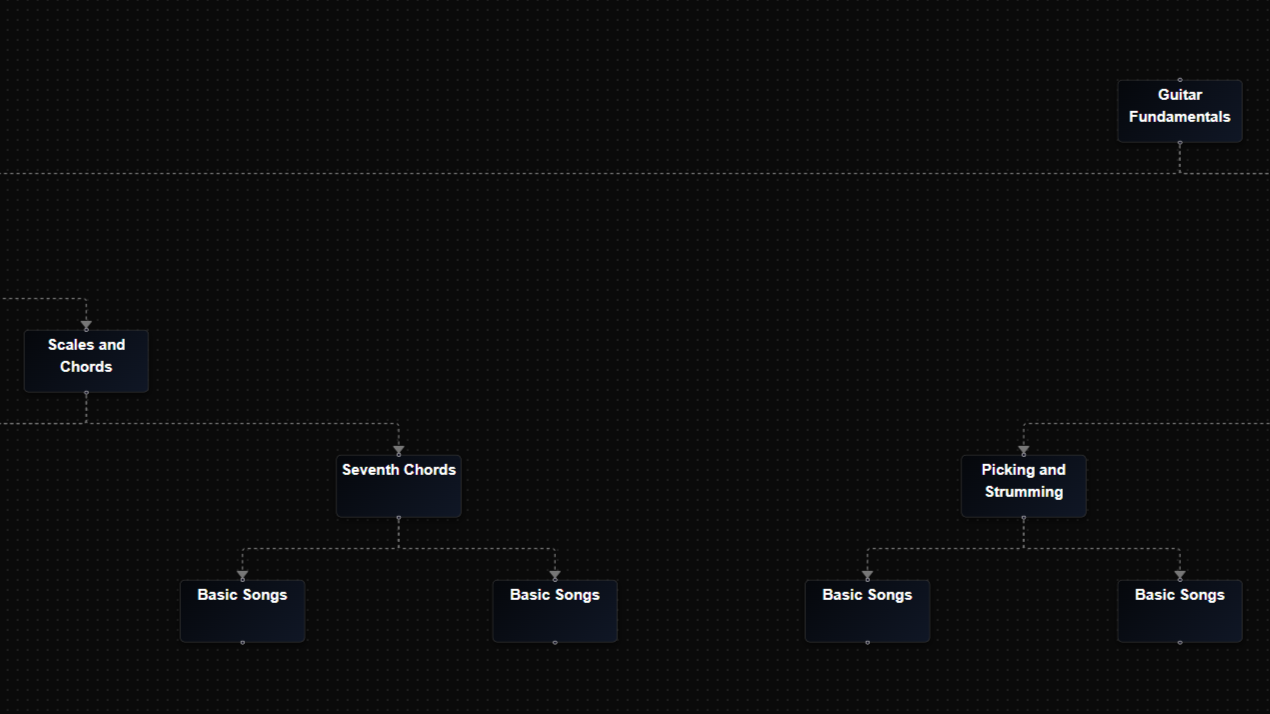 Guitar
Fundamentals
Scales and
Chords
Seventh Chords
Picking and
Strumming
Basic Songs
Basic Songs
Basic Songs
Basic Songs